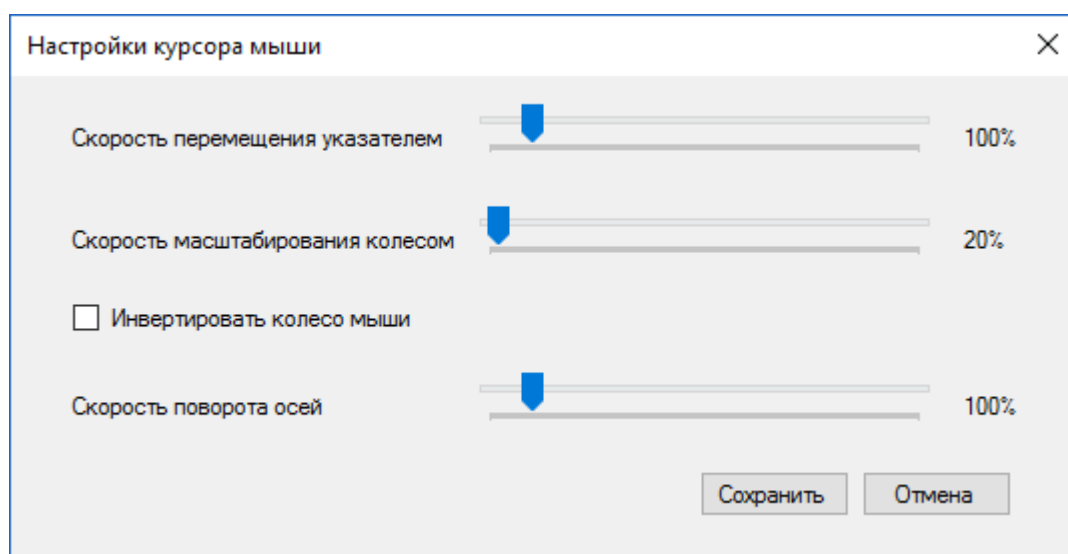 Настройки курсора мыши
Скорость перемещения указателем 100%
Скорость масштабирования колесом 20%
Инвертировать колесо мыши
Скорость поворота осей 100%
Сохранить Отмена